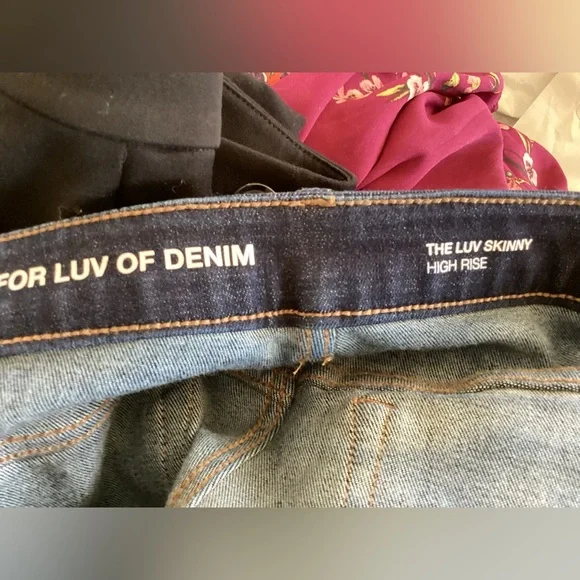 FOR LUV OF DENIM
THE LUV SKINNY
HIGH RISE